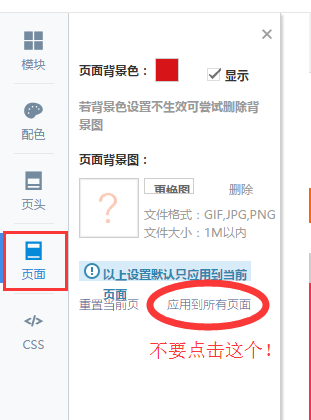 模块
配色
页头
页面
CSS
页面背景色：
显示
若背景色设置不生效可尝试删除背
景图
页面背景图：
?
更换图
删除
文件格式：GIF,JPG,PNG
文件大小：1M以内
以上设置默认只应用到当前
页面
重置当前页
应用到所有页面
不要点击这个！